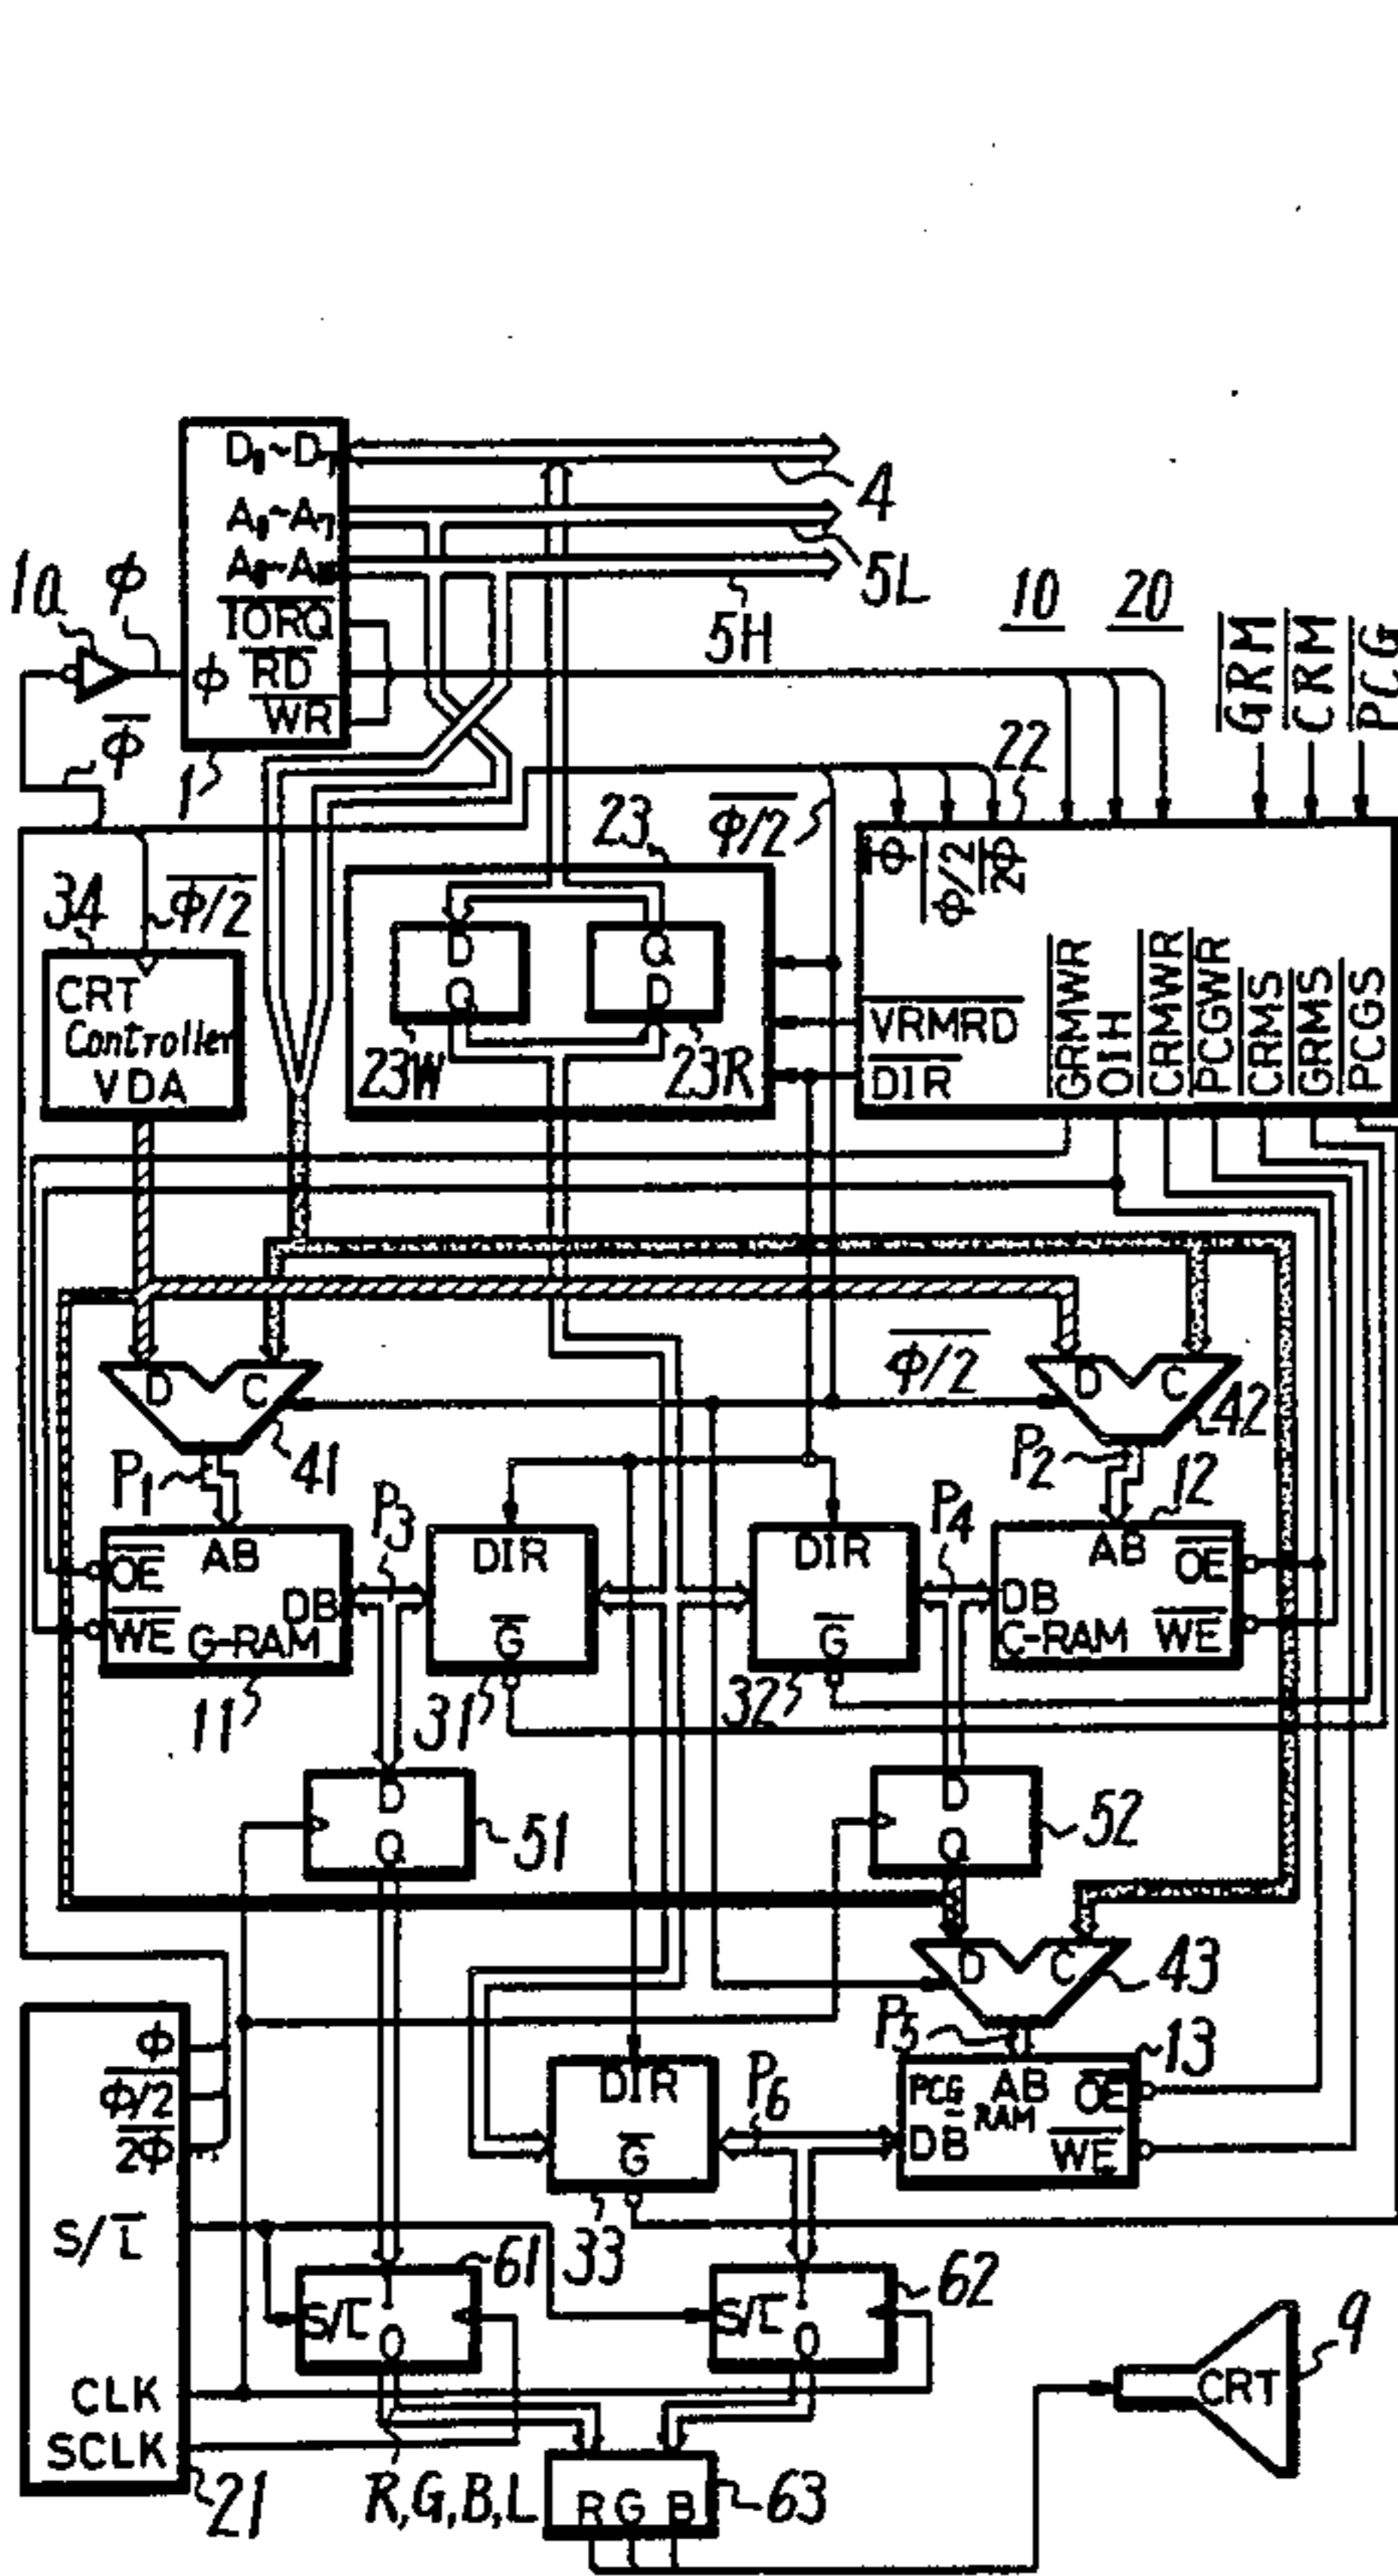 D₀~D₇
A₀~A₇
4
5L
IORQ
RD
WR
ϕ
1a
ϕ
ϕ̅
1
5H
10
20
GRM
CRM
PCG
22
23
ϕ/2
ϕ
ϕ/2
2ϕ
34
ϕ/2
CRT
Controller
VDA
D
Q
Q
D
23W
23R
VRMRD
DIR
GRMWR
OIH
CRMWR
PCGWR
CRMS
GRMS
PCGS
D C
41
ϕ/2
D C
42
P₁
P₂
P₃
P₄
12
OE
AB
DB
WE
G-RAM
11
DIR
G
31
DIR
G
32
AB
OE
DB
C-RAM
WE
D
Q
51
D
Q
52
D C
43
P₅
13
ϕ
ϕ/2
2ϕ
S/L
CLK
SCLK
21
DIR
G
33
P₆
PCG
RAM
AB
OE
DB
WE
61
S/L
62
S/L
R,G,B,L
R G B
63
CRT
9